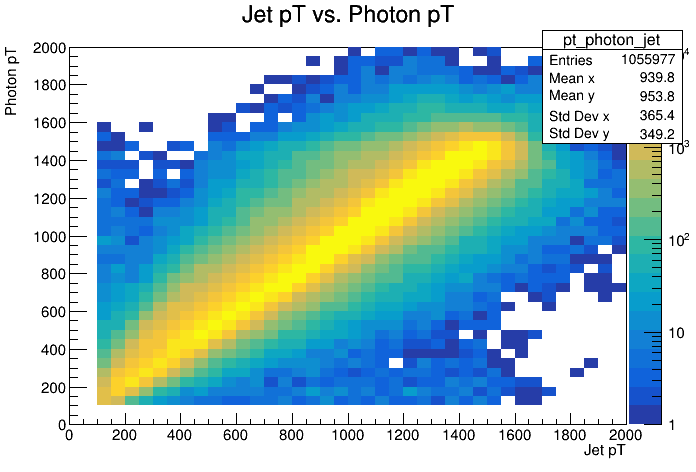 Jet pT vs. Photon pT
pt_photon_jet
Entries 1055977
Mean x 939.8
Mean y 953.8
Std Dev x 365.4
Std Dev y 349.2
Photon pT
2000
1800
1600
1400
1200
1000
800
600
400
200
0
0 200 400 600 800 1000 1200 1400 1600 1800 2000
Jet pT
4
10³
10²
10
1